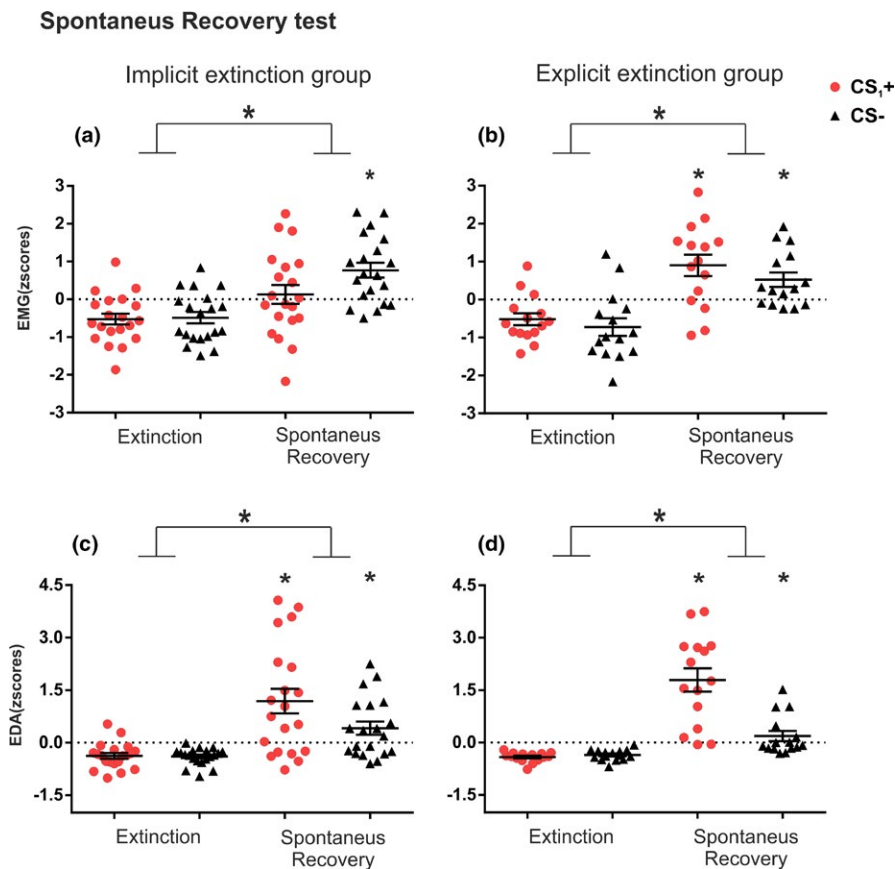 Spontaneus Recovery test
Implicit extinction group
Explicit extinction group
CS₁+
CS-
(a)
*
*
EMG(zscores)
3
2
1
0
-1
-2
-3
Extinction
Spontaneus
Recovery
(b)
*
*
*
3
2
1
0
-1
-2
-3
Extinction
Spontaneus
Recovery
(c)
*
*
*
EDA(zscores)
4.5
3.0
1.5
0.0
-1.5
Extinction
Spontaneus
Recovery
(d)
*
*
*
4.5
3.0
1.5
0.0
-1.5
Extinction
Spontaneus
Recovery